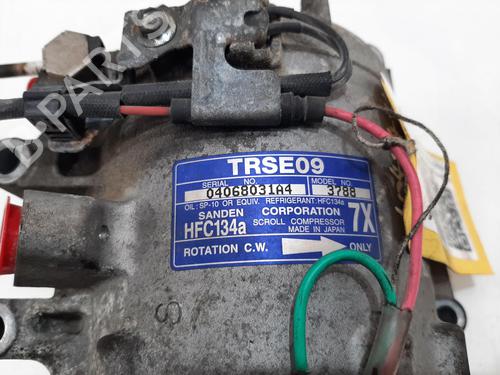 TRSE09
SERIAL NO. MODEL NO.
04068031A4 3788
OIL: SP-10 OR EQUIV. REFRIGERANT: HFC134a
SANDEN CORPORATION 7X
HFC134a SCROLL COMPRESSOR
MADE IN JAPAN
ROTATION C.W. ONLY
B PARTS